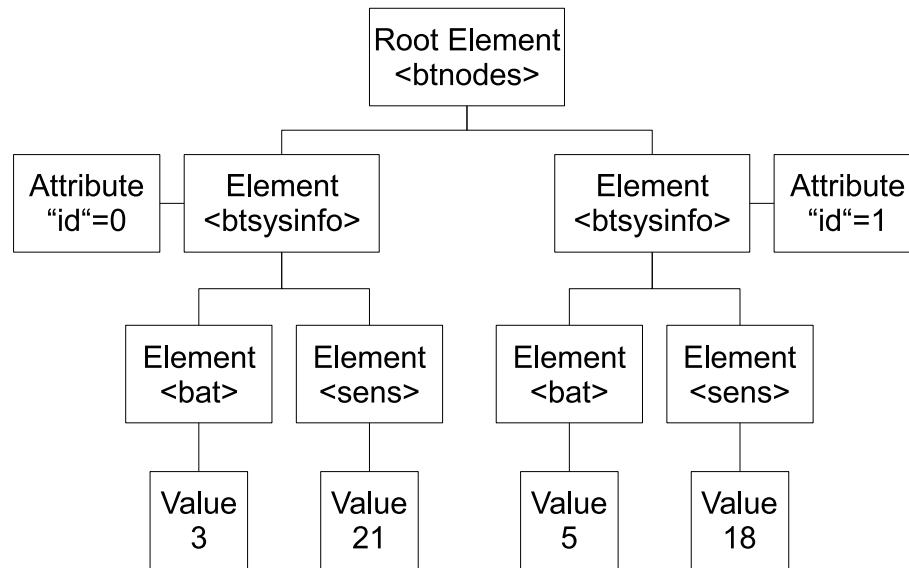 Root Element
<btnodes>
Attribute
“id“=0
Element
<btsysinfo>
Element
<btsysinfo>
Attribute
“id“=1
Element
<bat>
Element
<sens>
Element
<bat>
Element
<sens>
Value
3
Value
21
Value
5
Value
18